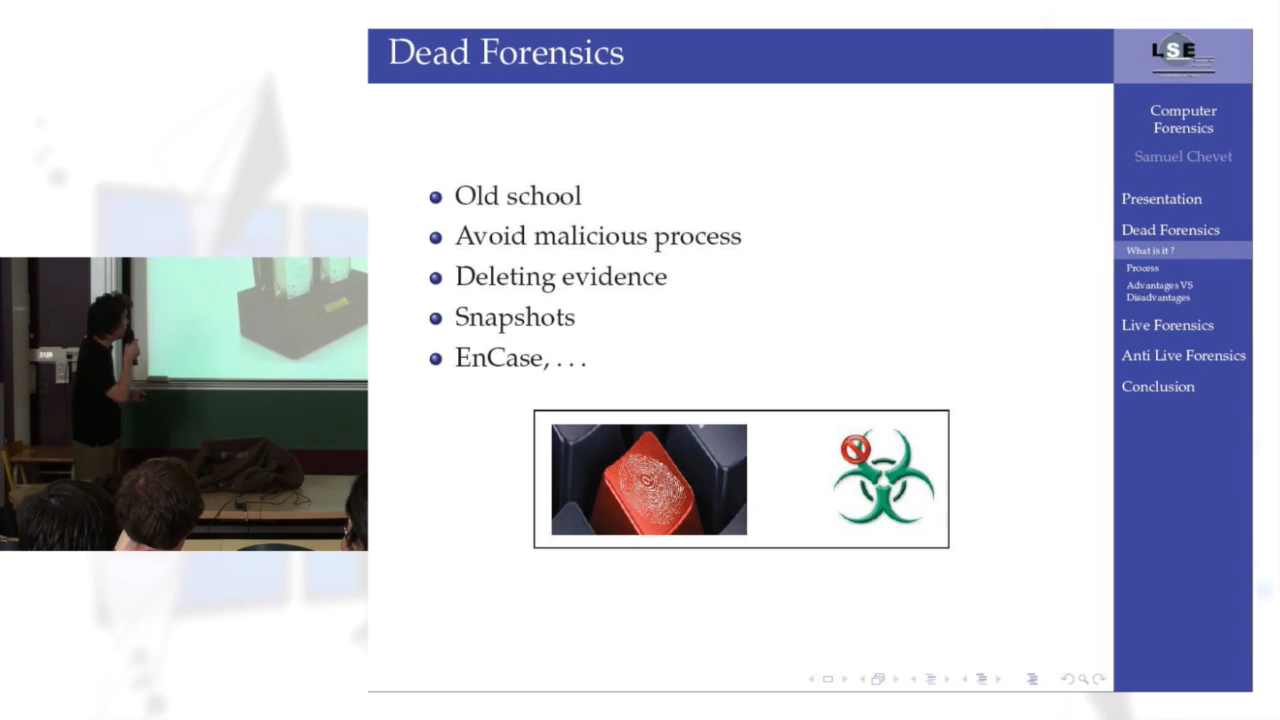 Dead Forensics
Old school
Avoid malicious process
Deleting evidence
Snapshots
EnCase, . . .
LSE
Computer
Forensics
Samuel Chevet
Presentation
Dead Forensics
What is it ?
Process
Advantages VS
Disadvantages
Live Forensics
Anti Live Forensics
Conclusion